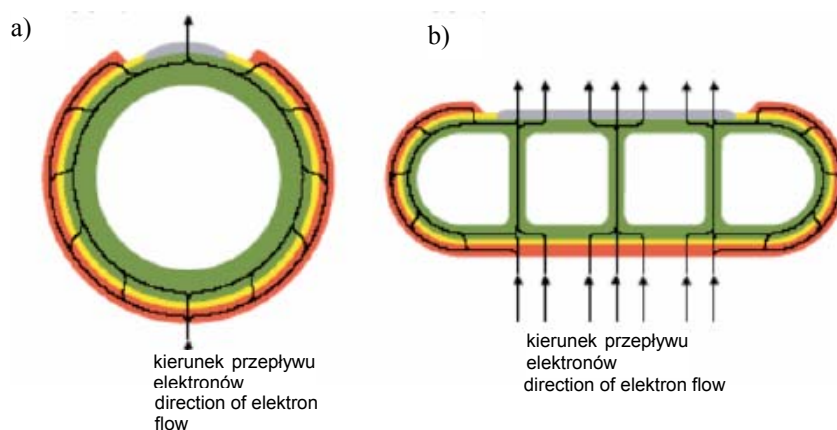 a)
b)
kierunek przepływu
elektronów
direction of elektron
flow
kierunek przepływu
elektronów
direction of elektron flow